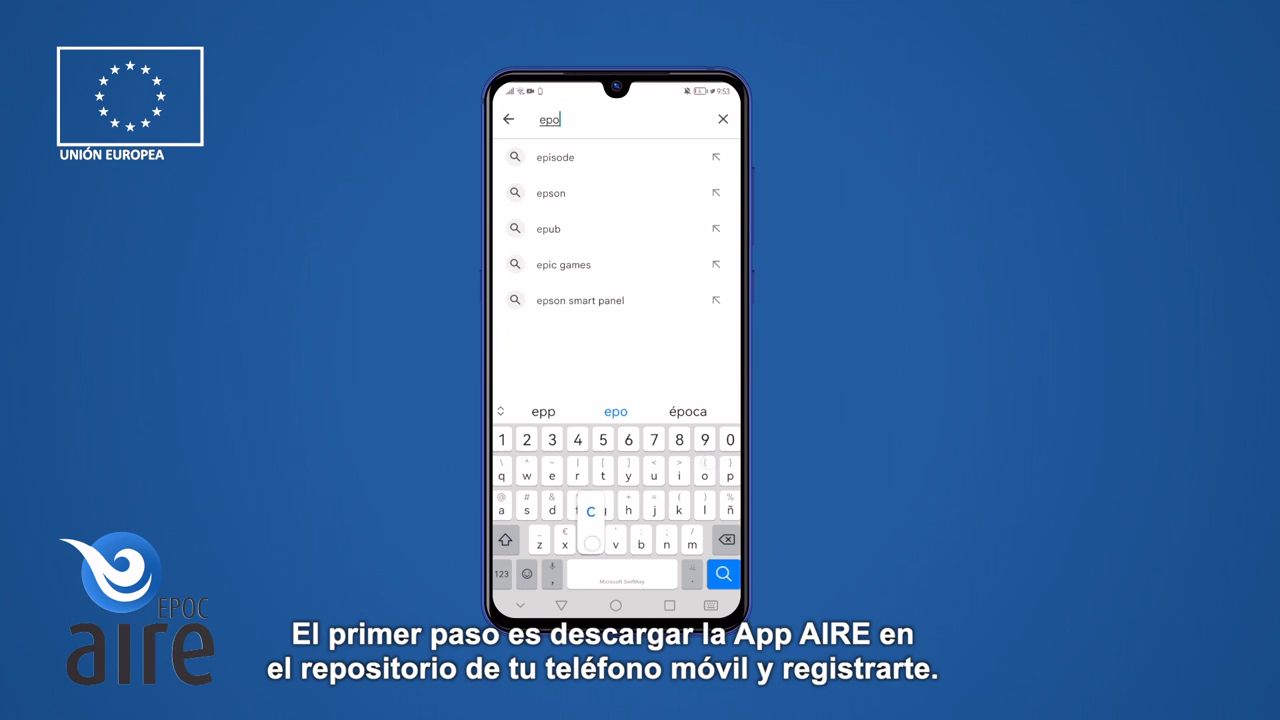 UNIÓN EUROPEA
9:53
epo
episode
epson
epub
epic games
epson smart panel
epp epo época
1 2 3 4 5 6 7 8 9 0
\ ^ ~ | [ ] < > { }
q w e r t y u i o p
@ # & + = ( ) %
a s d h j k l ñ
C
_ € ' : ; /
z x v b n m
123 , .
Microsoft SwiftKey
EPOC
aire
El primer paso es descargar la App AIRE en
el repositorio de tu teléfono móvil y registrarte.